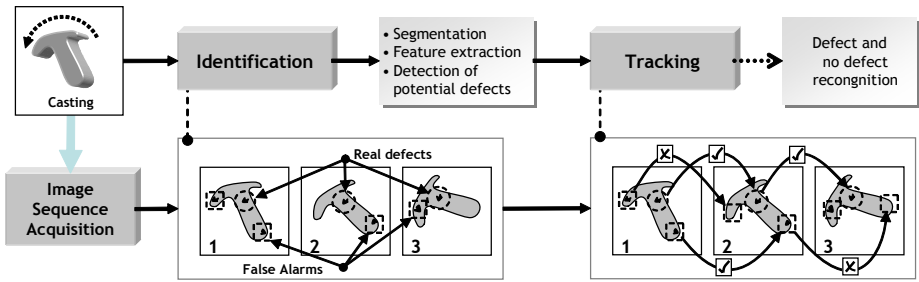 Casting
Identification
• Segmentation
• Feature extraction
• Detection of
potential defects
Tracking
Defect and
no defect
recongnition
Image
Sequence
Acquisition
Real defects
1
2
3
False Alarms
1
2
3